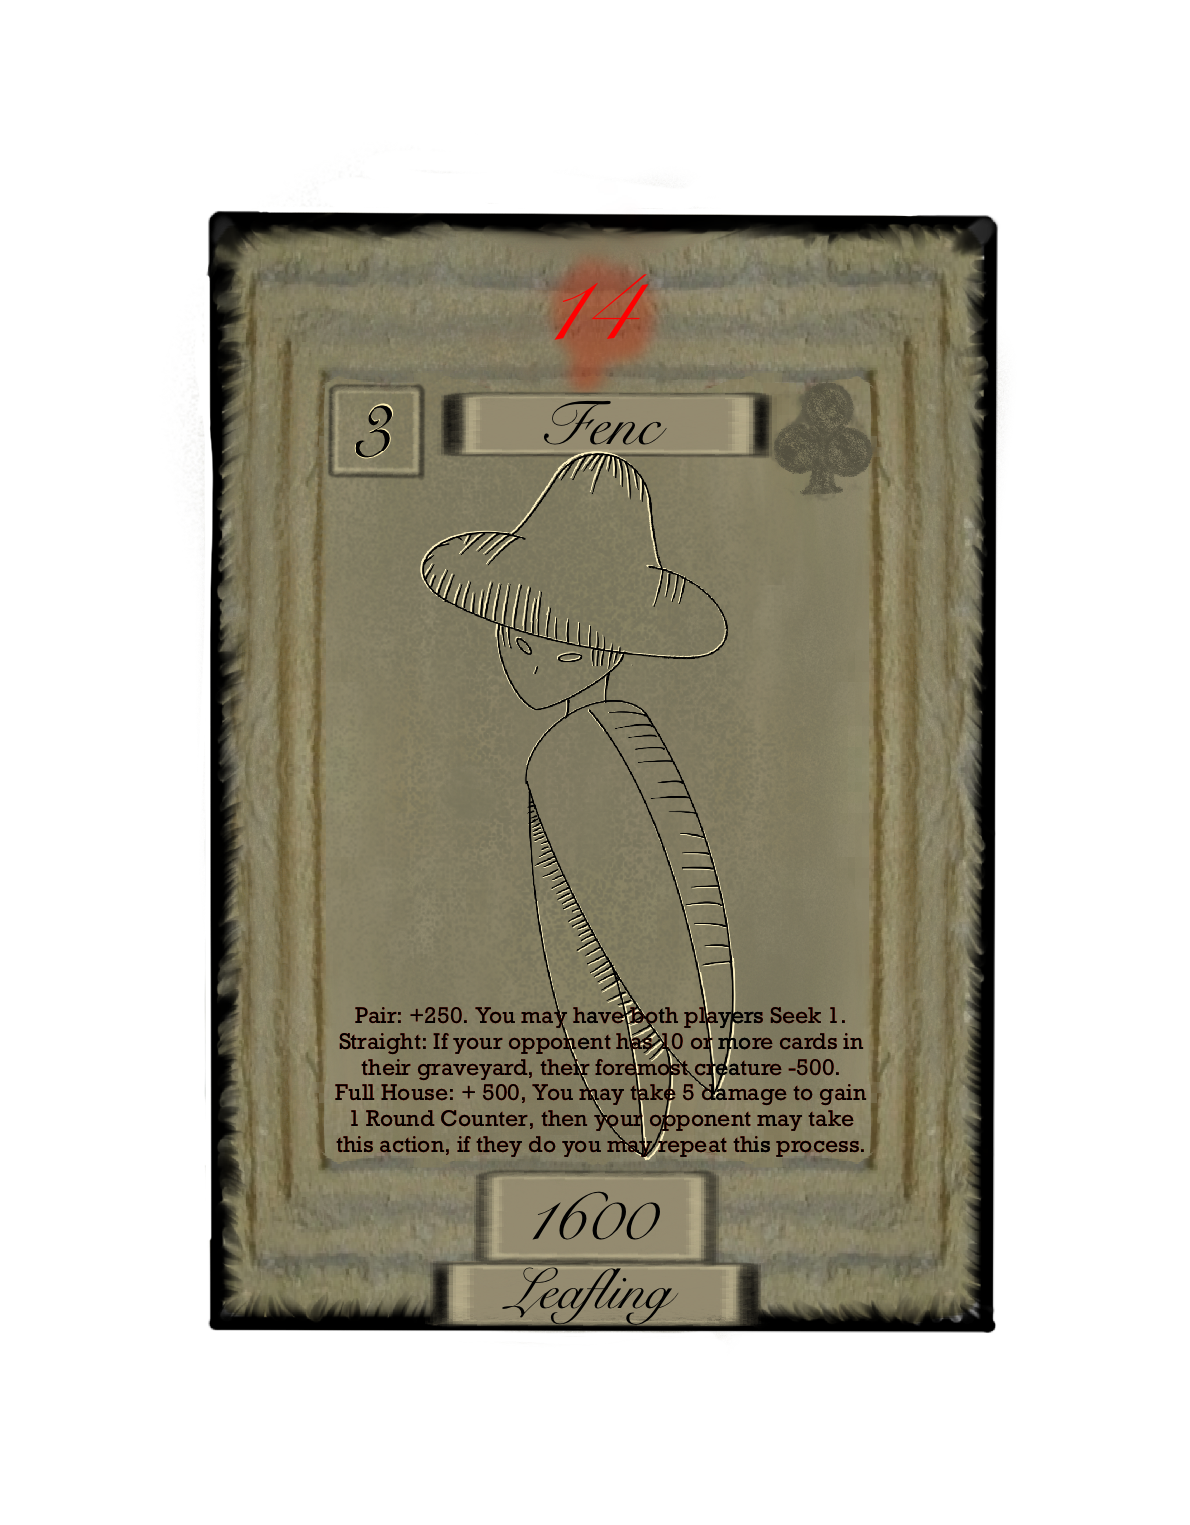 14
3
Fenc
Pair: +250. You may have both players Seek 1.
Straight: If your opponent has 10 or more cards in
their graveyard, their foremost creature -500.
Full House: + 500, You may take 5 damage to gain
1 Round Counter, then your opponent may take
this action, if they do you may repeat this process.
1600
Leafling